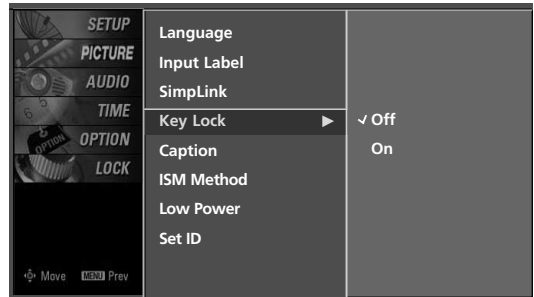 SETUP
PICTURE
AUDIO
TIME
OPTION
LOCK
Move MENU Prev
Language
Input Label
SimpLink
Key Lock
Caption
ISM Method
Low Power
Set ID
Off
On